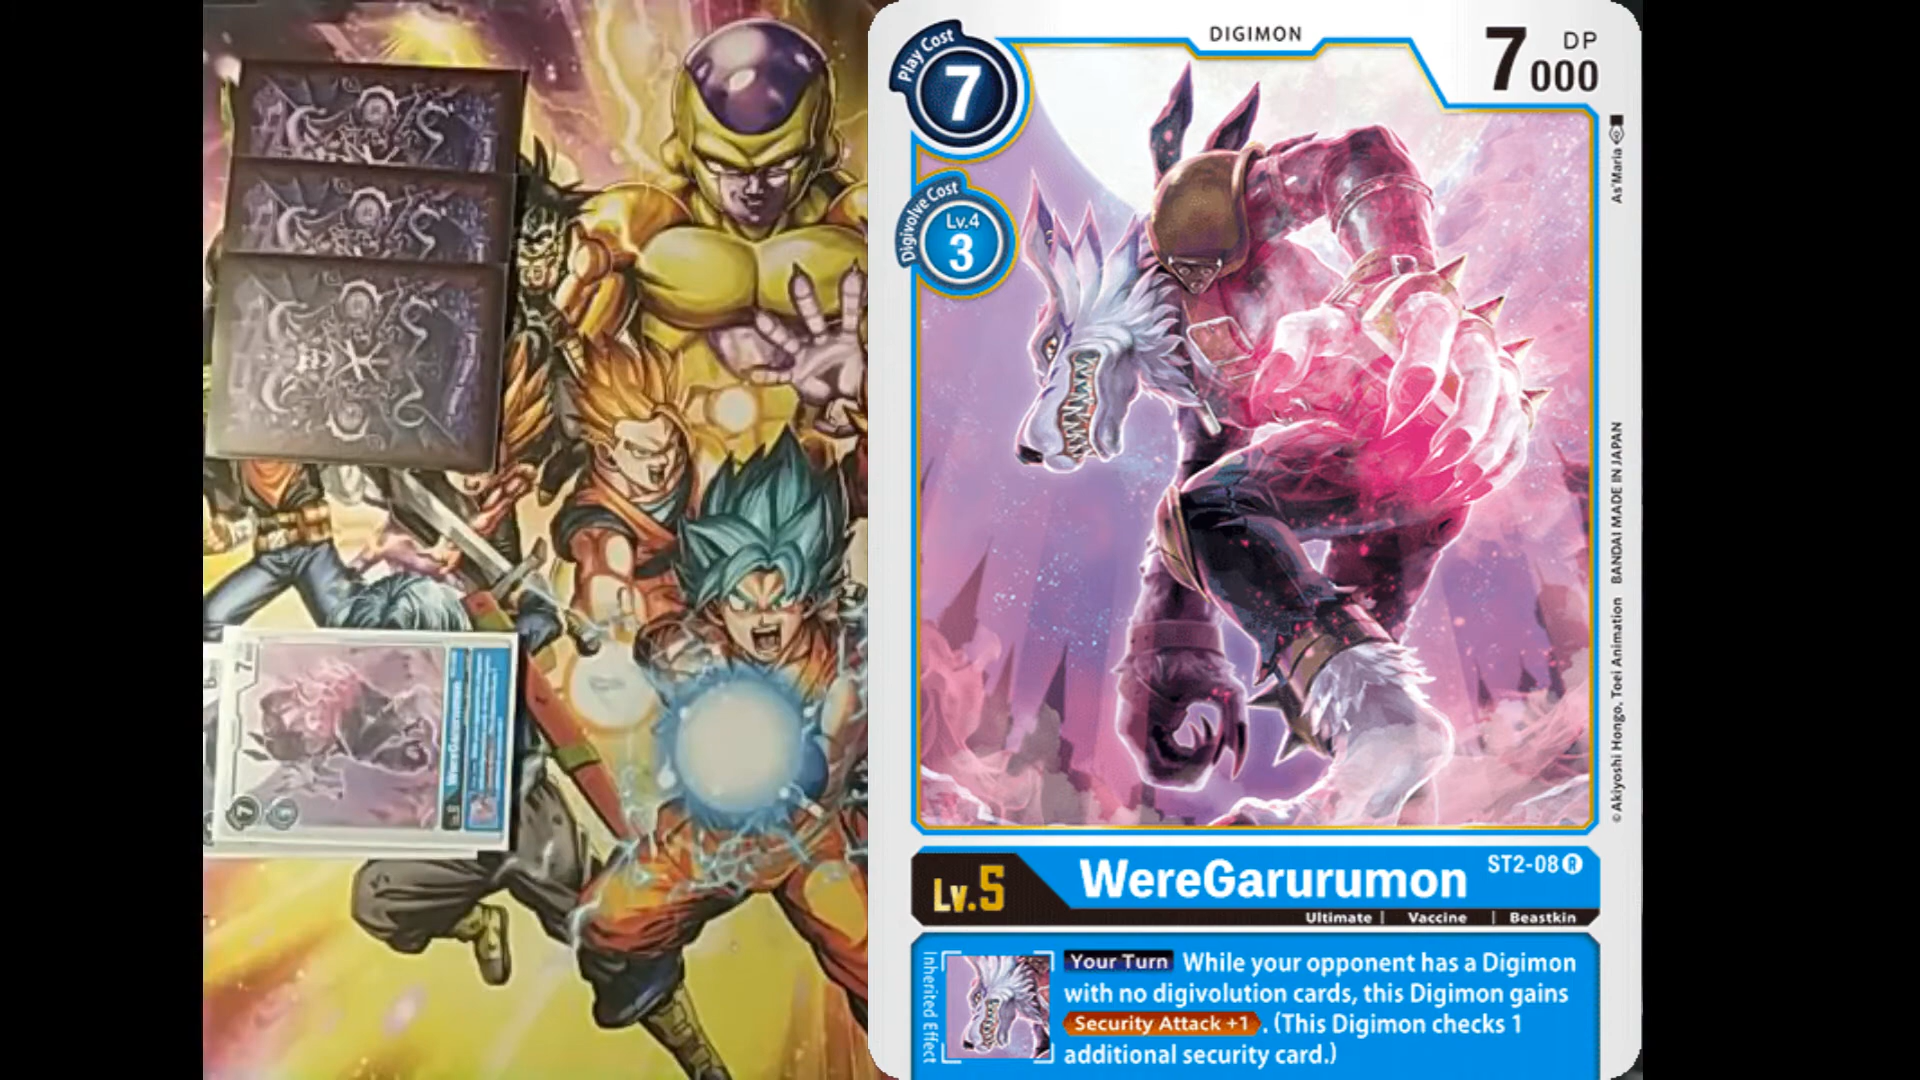 DIGIMON
Play Cost
7
7000
DP
Digivolve Cost
Lv.4
3
As'Maria
© Akiyoshi Hongo, Toei Animation BANDAI MADE IN JAPAN
Lv.5
WereGarurumon
ST2-08 R
Ultimate | Vaccine | Beastkin
Inherited Effect
Your Turn While your opponent has a Digimon
with no digivolution cards, this Digimon gains
Security Attack +1. (This Digimon checks 1
additional security card.)
7
WereGarurumon